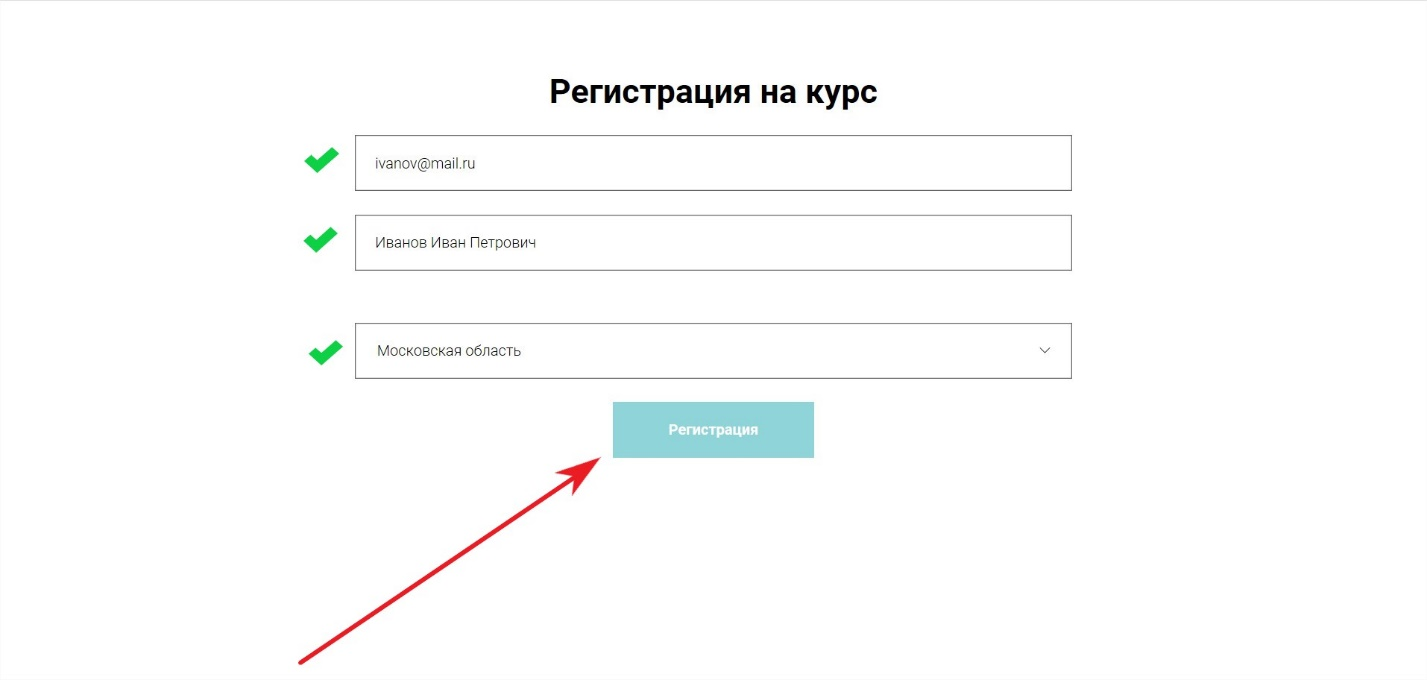 Регистрация на курс
ivanov@mail.ru
Иванов Иван Петрович
Московская область
Регистрация